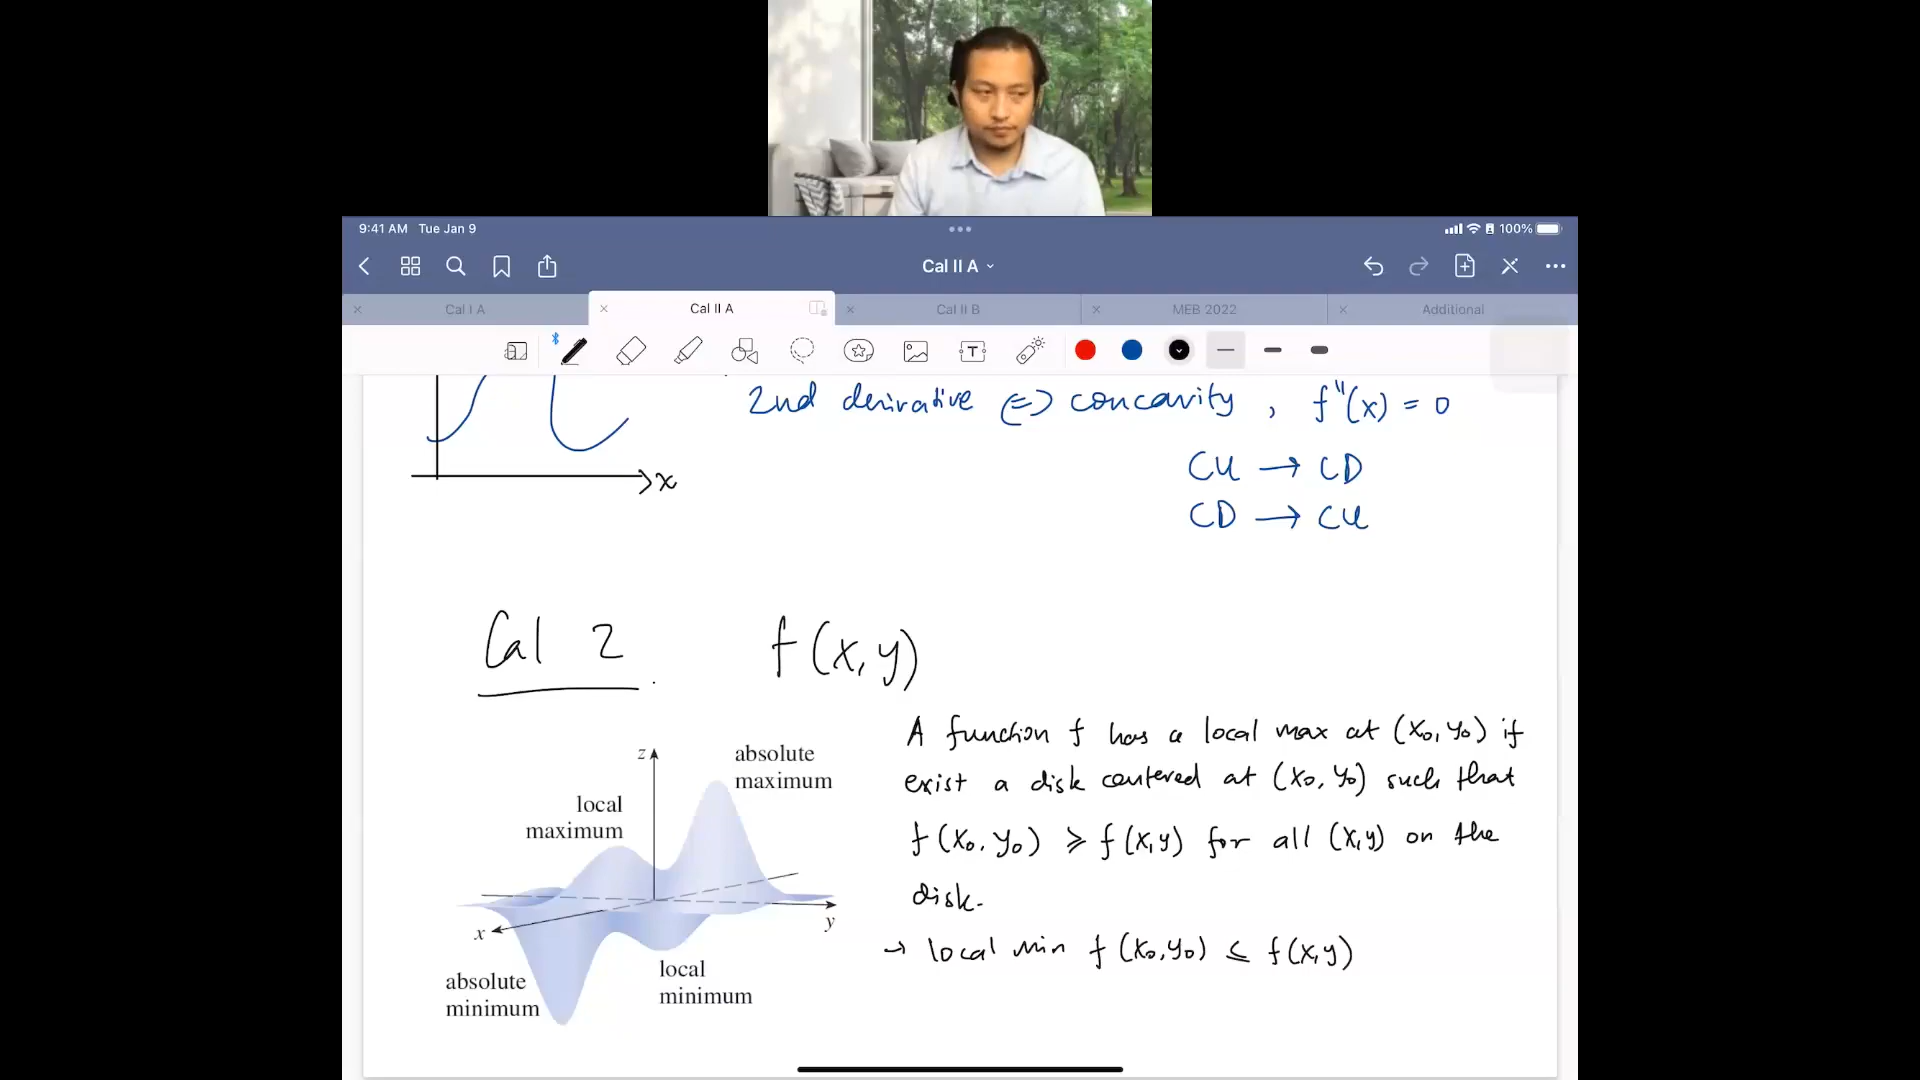 9:41 AM Tue Jan 9
100%
Cal II A
Cal I A
Cal II A
Cal II B
MEB 2022
Additional
T
2nd derivative <=> concavity , f"(x) = 0
x
CU → CD
CD → CU
Cal 2 f(x,y)
A function f has a local max at (x₀,y₀) if
exist a disk centered at (x₀,y₀) such that
f(x₀,y₀) ⩾ f(x,y) for all (x,y) on the
disk.
→ local min f(x₀,y₀) ≤ f(x,y)
z
absolute
maximum
local
maximum
y
x
absolute
minimum
local
minimum